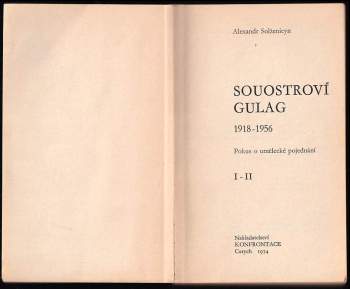 Alexandr Solženicyn
SOUOSTROVÍ
GULAG
1918-1956
Pokus o umělecké pojednání
I - II
Nakladatelství
KONFRONTACE
Curych 1974